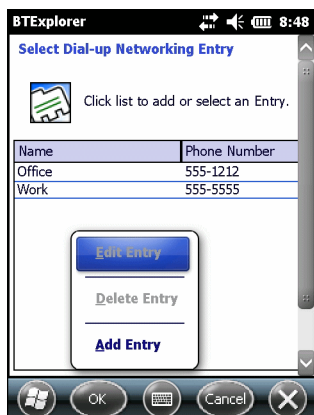 BTExplorer 8:48
Select Dial-up Networking Entry
Click list to add or select an Entry.
Name Phone Number
Office 555-1212
Work 555-5555
Edit Entry
Delete Entry
Add Entry
OK Cancel